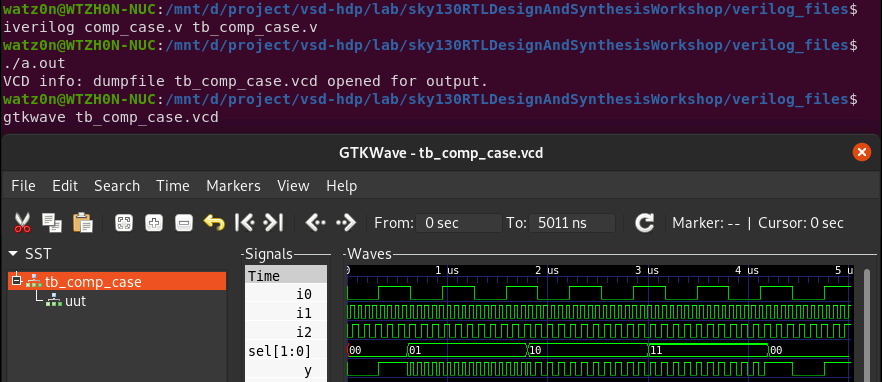 watz0n@WTZH0N-NUC:/mnt/d/project/vsd-hdp/lab/sky130RTLDesignAndSynthesisWorkshop/verilog_files$
iverilog comp_case.v tb_comp_case.v
watz0n@WTZH0N-NUC:/mnt/d/project/vsd-hdp/lab/sky130RTLDesignAndSynthesisWorkshop/verilog_files$
./a.out
VCD info: dumpfile tb_comp_case.vcd opened for output.
watz0n@WTZH0N-NUC:/mnt/d/project/vsd-hdp/lab/sky130RTLDesignAndSynthesisWorkshop/verilog_files$
gtkwave tb_comp_case.vcd
GTKWave - tb_comp_case.vcd
File Edit Search Time Markers View Help
From: 0 sec To: 5011 ns Marker: -- | Cursor: 0 sec
SST Signals Waves
Time 0 1 us 2 us 3 us 4 us 5 u
tb_comp_case i0
uut i1
i2
sel[1:0] 00 01 10 11 00
y